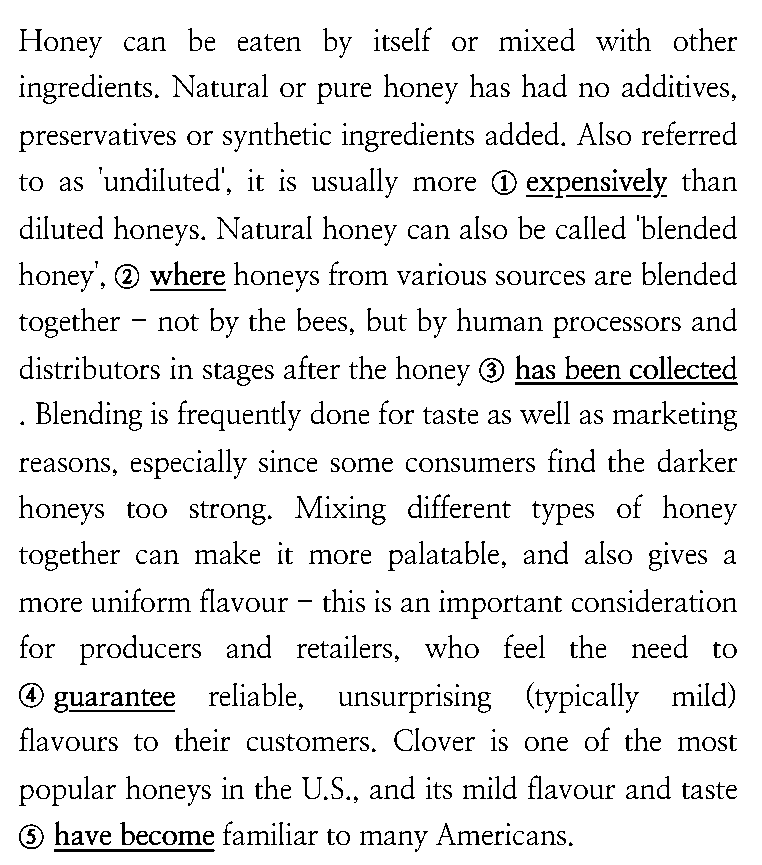 Honey can be eaten by itself or mixed with other
ingredients. Natural or pure honey has had no additives,
preservatives or synthetic ingredients added. Also referred
to as 'undiluted', it is usually more ① expensively than
diluted honeys. Natural honey can also be called 'blended
honey', ② where honeys from various sources are blended
together – not by the bees, but by human processors and
distributors in stages after the honey ③ has been collected
. Blending is frequently done for taste as well as marketing
reasons, especially since some consumers find the darker
honeys too strong. Mixing different types of honey
together can make it more palatable, and also gives a
more uniform flavour – this is an important consideration
for producers and retailers, who feel the need to
④ guarantee reliable, unsurprising (typically mild)
flavours to their customers. Clover is one of the most
popular honeys in the U.S., and its mild flavour and taste
⑤ have become familiar to many Americans.